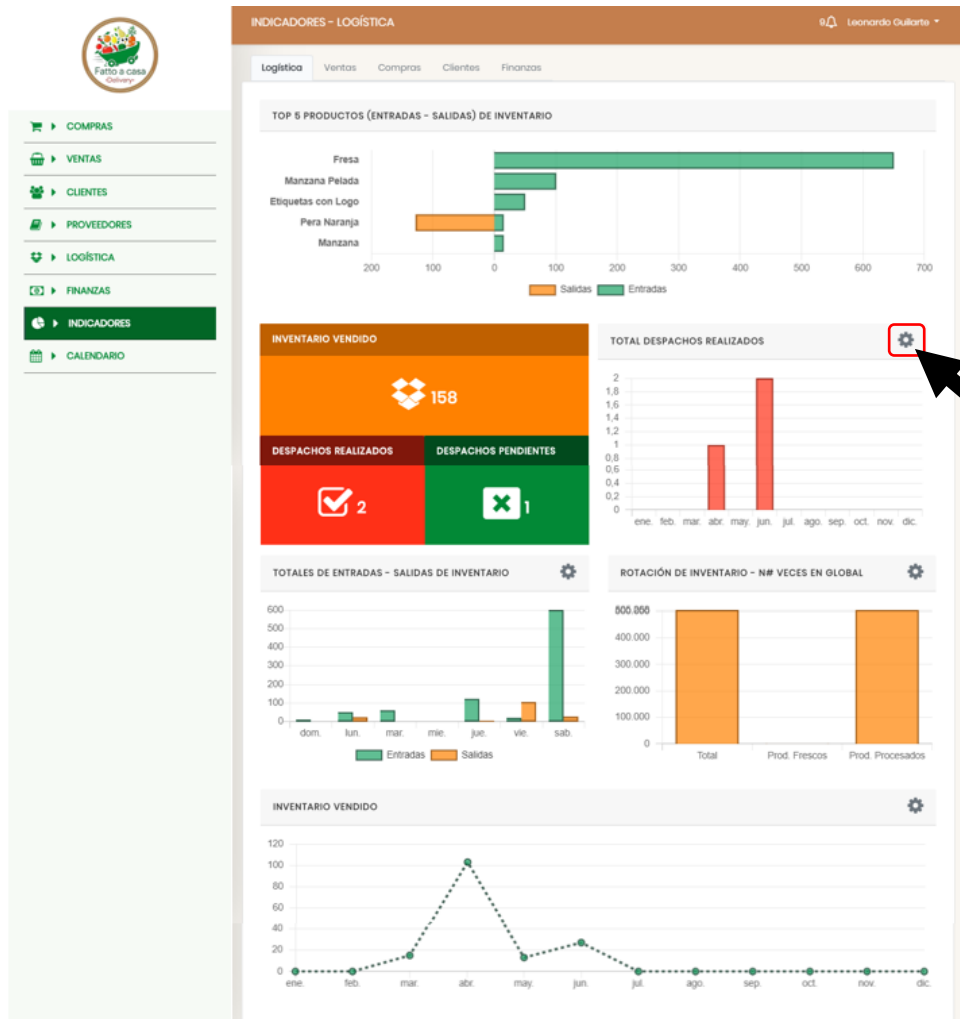 INDICADORES - LOGÍSTICA
9 Leonardo Guilarte
Fatto a casa
-Delivery-
Logística Ventas Compras Clientes Finanzas
COMPRAS
VENTAS
CLIENTES
PROVEEDORES
LOGÍSTICA
FINANZAS
INDICADORES
CALENDARIO
TOP 5 PRODUCTOS (ENTRADAS - SALIDAS) DE INVENTARIO
Fresa
Manzana Pelada
Etiquetas con Logo
Pera Naranja
Manzana
200 100 0 100 200 300 400 500 600 700
Salidas Entradas
INVENTARIO VENDIDO
158
DESPACHOS REALIZADOS
2
DESPACHOS PENDIENTES
1
TOTAL DESPACHOS REALIZADOS
2
1,8
1,6
1,4
1,2
1
0,8
0,6
0,4
0,2
0
ene. feb. mar. abr. may. jun. jul. ago. sep. oct. nov. dic.
TOTALES DE ENTRADAS - SALIDAS DE INVENTARIO
600
500
400
300
200
100
0
dom. lun. mar. mie. jue. vie. sab.
Entradas Salidas
ROTACIÓN DE INVENTARIO - N# VECES EN GLOBAL
400.000
300.000
200.000
100.000
0
Total Prod. Frescos Prod. Procesados
INVENTARIO VENDIDO
120
100
80
60
40
20
0
ene. feb. mar. abr. may. jun. jul. ago. sep. oct. nov. dic.